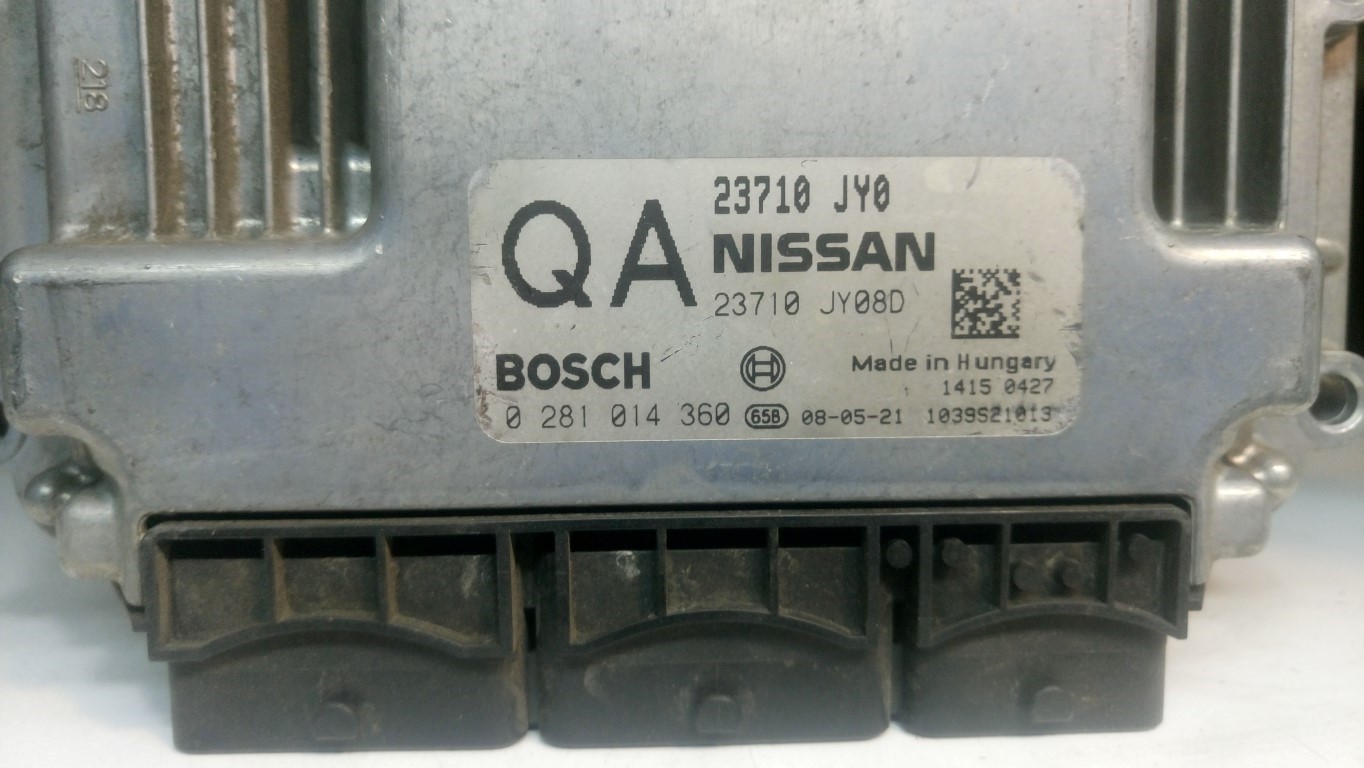 218
QA
23710 JY0
NISSAN
23710 JY08D
BOSCH
Made in Hungary
1415 0427
0 281 014 360 65B 08-05-21 1039S21013